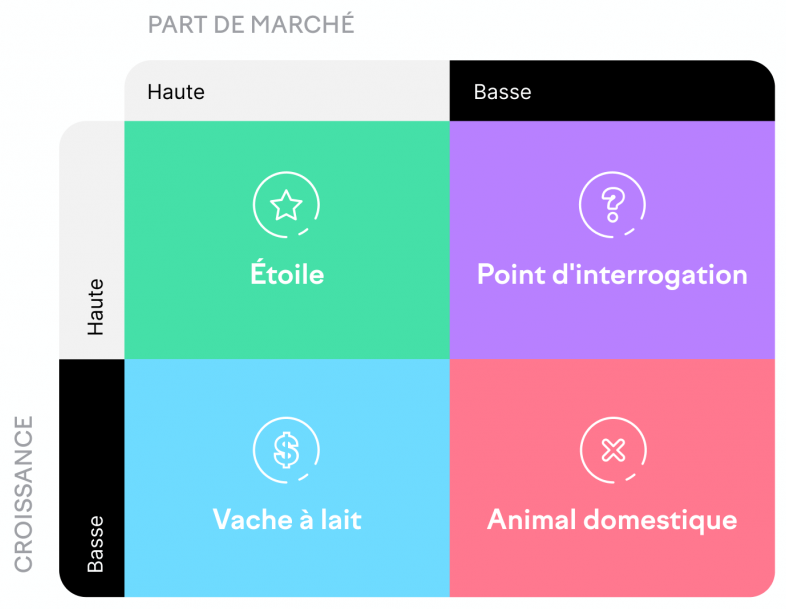 PART DE MARCHÉ
Haute
Basse
Haute
Étoile
Point d'interrogation
CROISSANCE
Basse
Vache à lait
Animal domestique